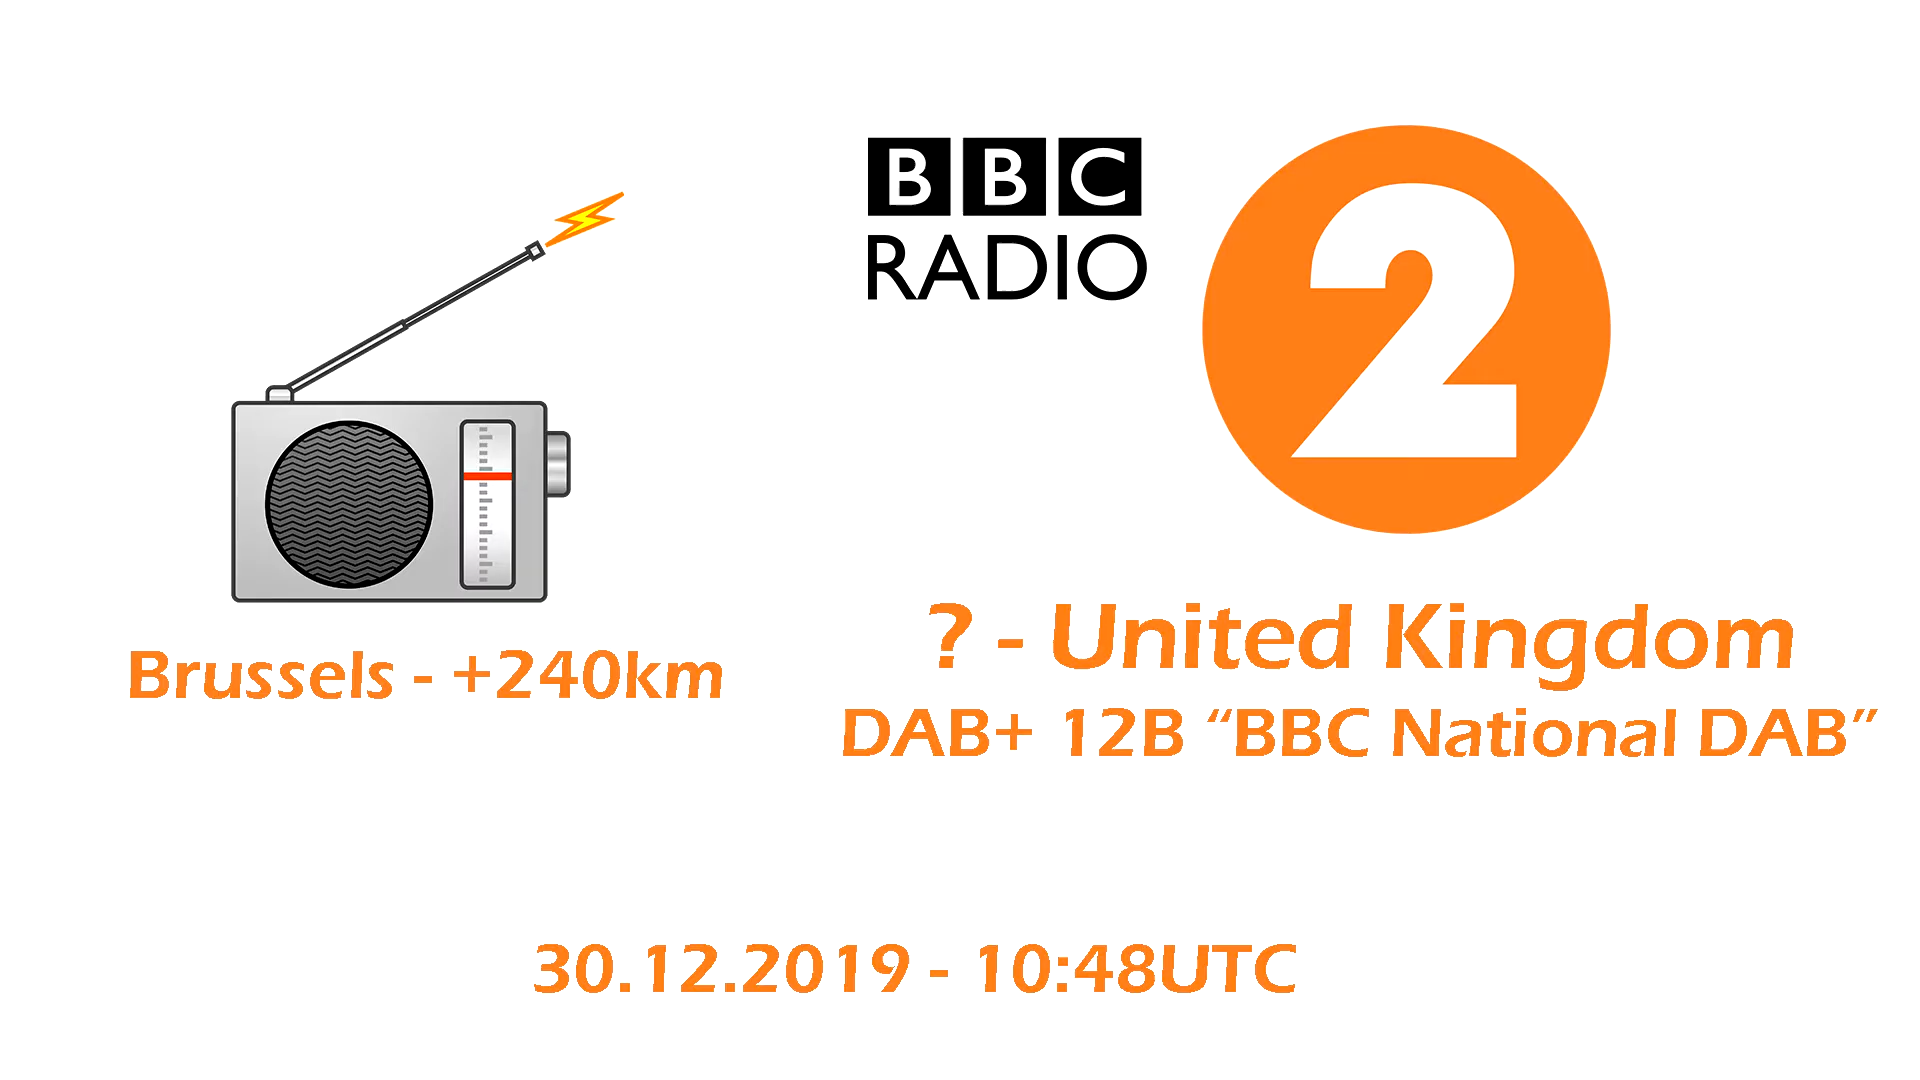 BBC
RADIO
2
Brussels - +240km
? - United Kingdom
DAB+ 12B “BBC National DAB”
30.12.2019 - 10:48UTC